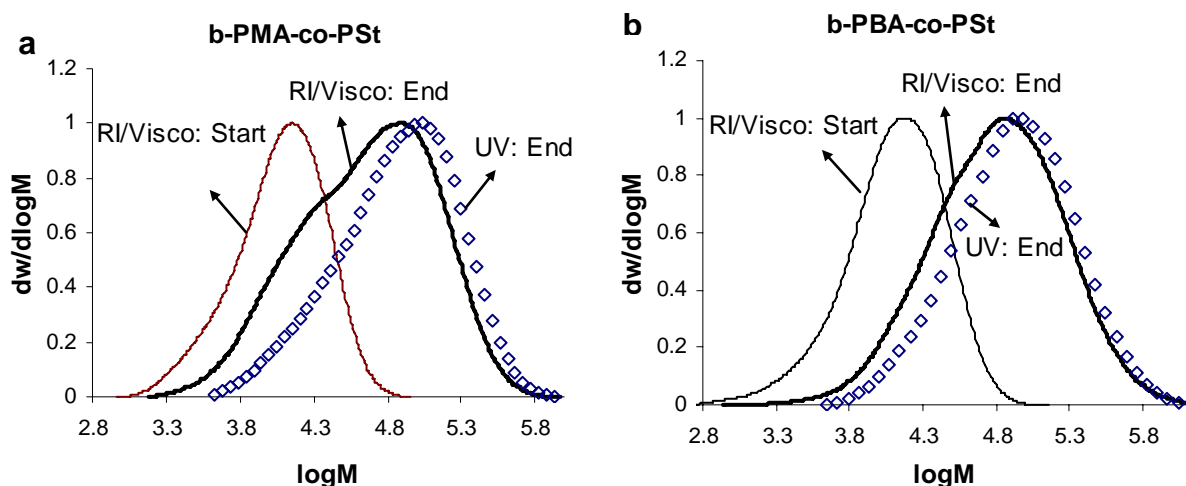 a
b-PMA-co-PSt
1.2
1
0.8
0.6
0.4
0.2
0
dw/dlogM
RI/Visco: Start
RI/Visco: End
UV: End
2.8 3.3 3.8 4.3 4.8 5.3 5.8
logM
b
b-PBA-co-PSt
1.2
1
0.8
0.6
0.4
0.2
0
dw/dlogM
RI/Visco: End
RI/Visco: Start
UV: End
2.8 3.3 3.8 4.3 4.8 5.3 5.8
logM